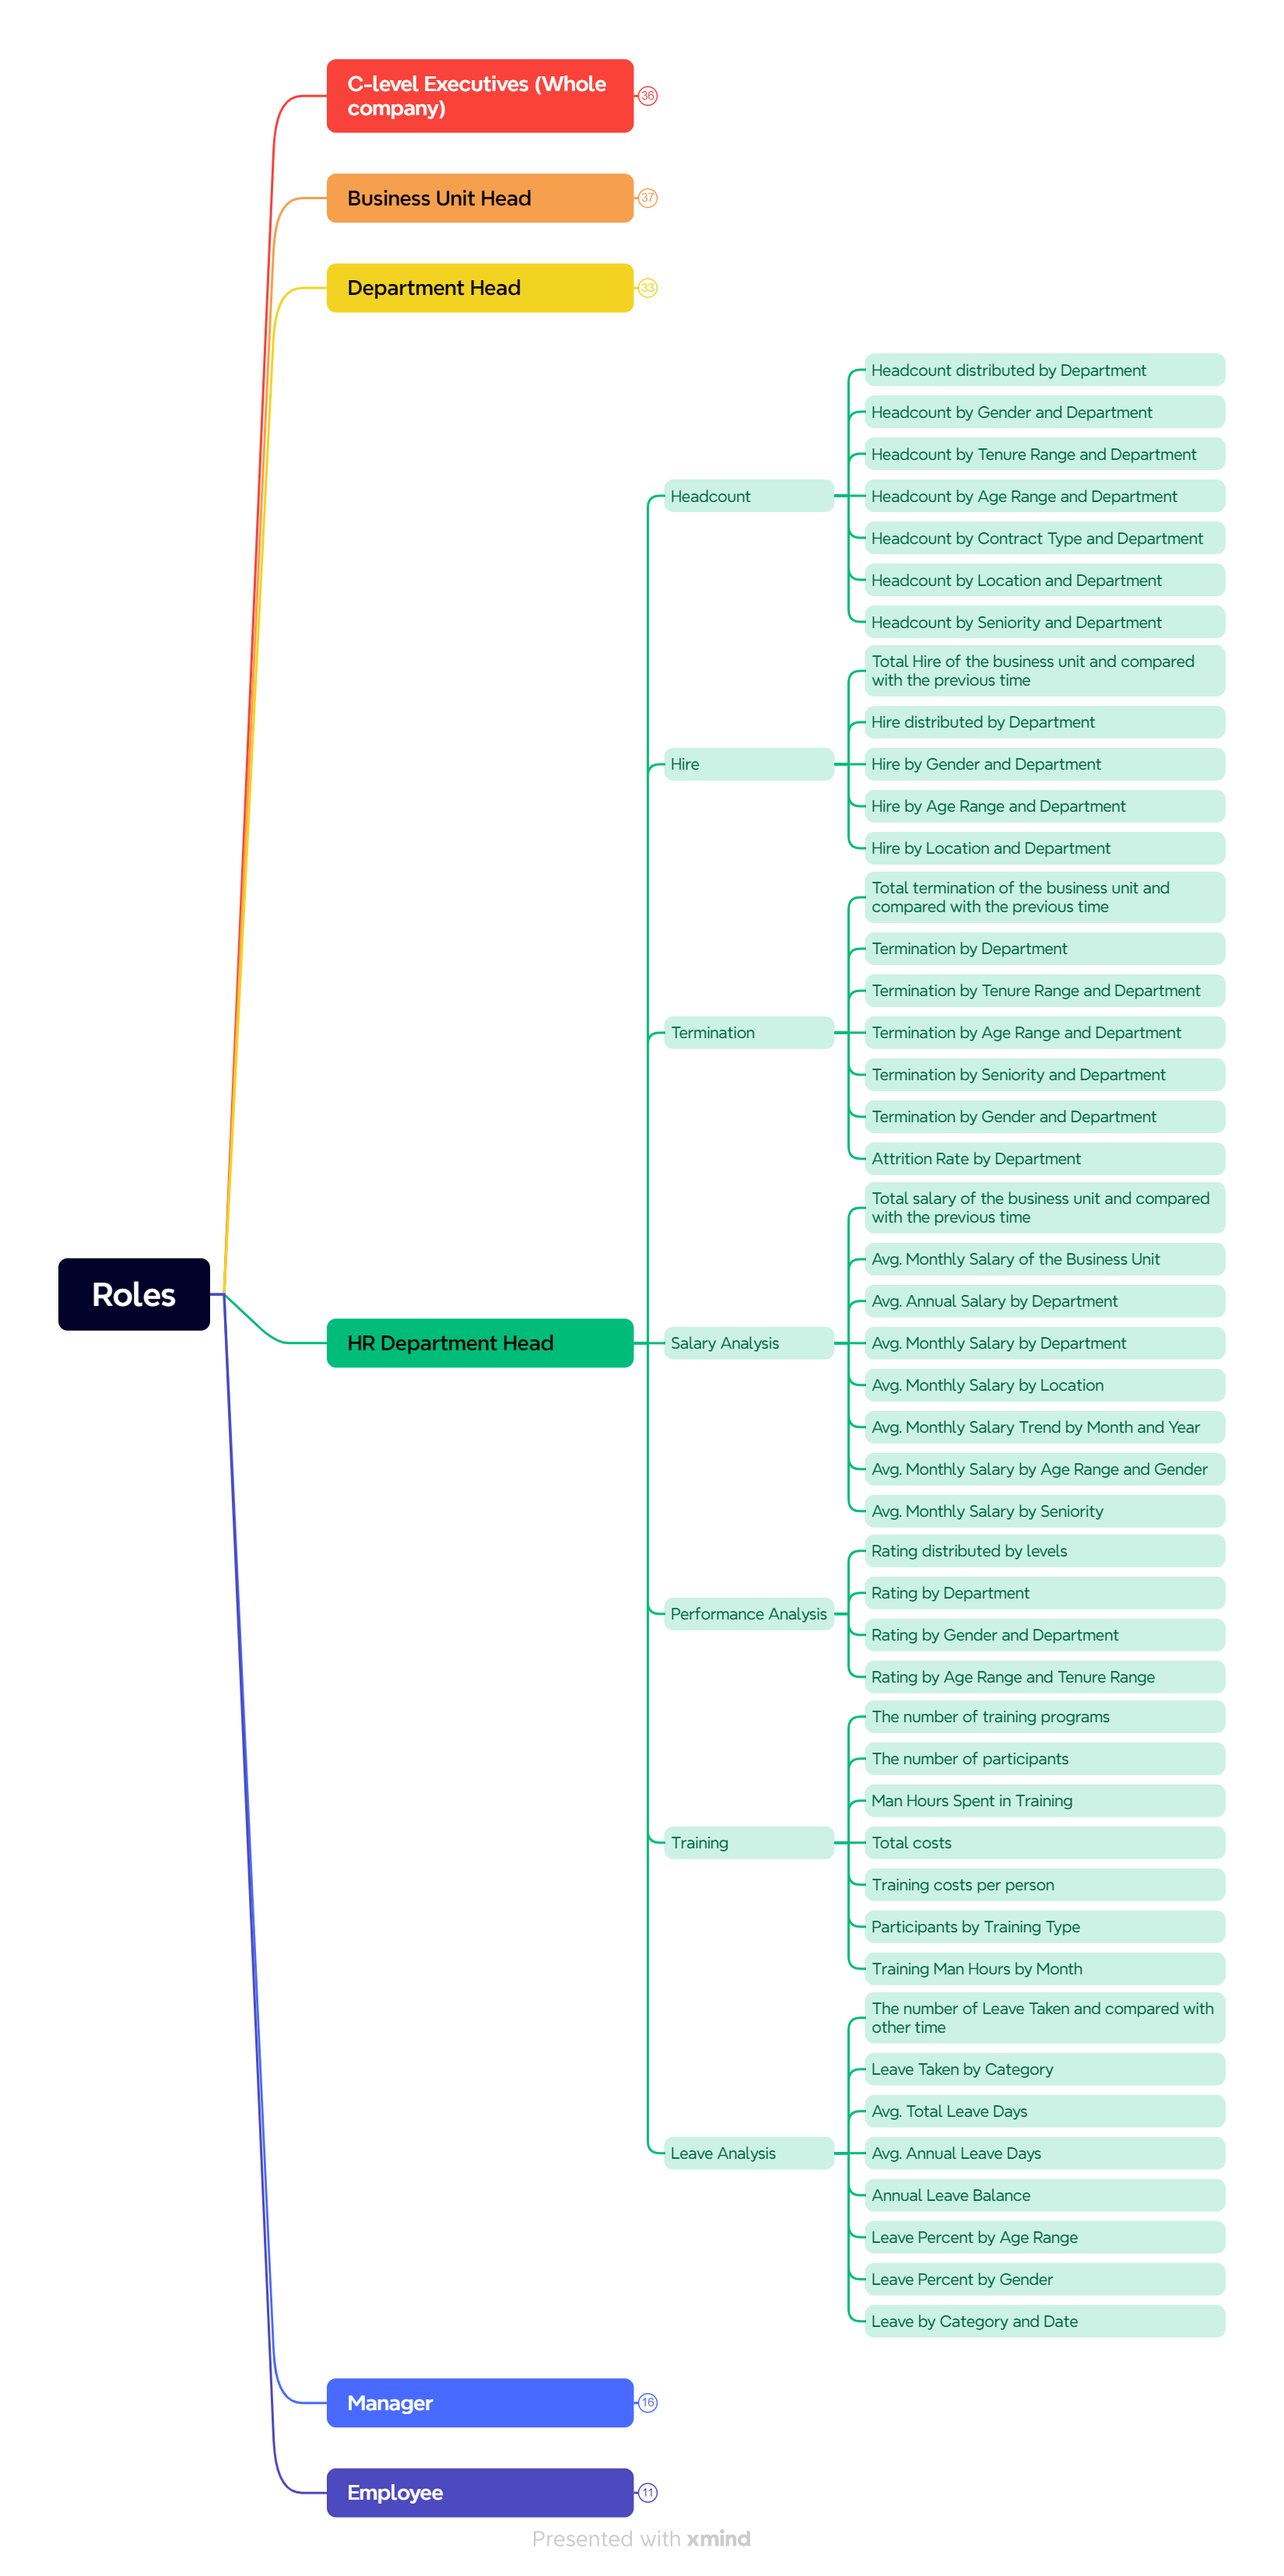 C-level Executives (Whole
company)
36
Business Unit Head
37
Department Head
33
Roles
HR Department Head
Headcount
Headcount distributed by Department
Headcount by Gender and Department
Headcount by Tenure Range and Department
Headcount by Age Range and Department
Headcount by Contract Type and Department
Headcount by Location and Department
Headcount by Seniority and Department
Hire
Total Hire of the business unit and compared
with the previous time
Hire distributed by Department
Hire by Gender and Department
Hire by Age Range and Department
Hire by Location and Department
Termination
Total termination of the business unit and
compared with the previous time
Termination by Department
Termination by Tenure Range and Department
Termination by Age Range and Department
Termination by Seniority and Department
Termination by Gender and Department
Attrition Rate by Department
Salary Analysis
Total salary of the business unit and compared
with the previous time
Avg. Monthly Salary of the Business Unit
Avg. Annual Salary by Department
Avg. Monthly Salary by Department
Avg. Monthly Salary by Location
Avg. Monthly Salary Trend by Month and Year
Avg. Monthly Salary by Age Range and Gender
Avg. Monthly Salary by Seniority
Performance Analysis
Rating distributed by levels
Rating by Department
Rating by Gender and Department
Rating by Age Range and Tenure Range
Training
The number of training programs
The number of participants
Man Hours Spent in Training
Total costs
Training costs per person
Participants by Training Type
Training Man Hours by Month
Leave Analysis
The number of Leave Taken and compared with
other time
Leave Taken by Category
Avg. Total Leave Days
Avg. Annual Leave Days
Annual Leave Balance
Leave Percent by Age Range
Leave Percent by Gender
Leave by Category and Date
Manager
16
Employee
11
Presented with xmind